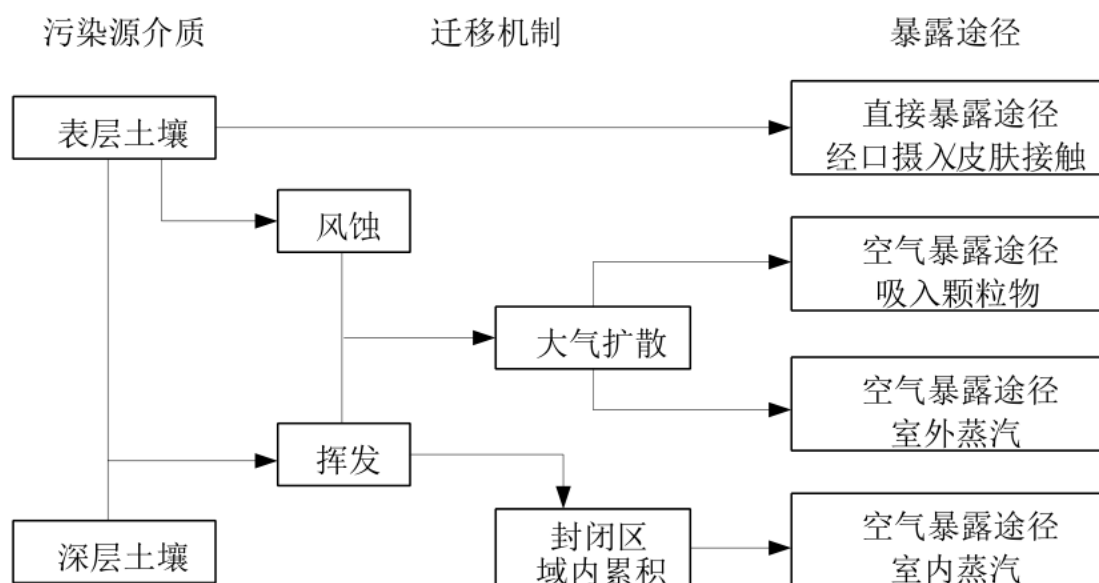 污染源介质 迁移机制 暴露途径
表层土壤
直接暴露途径
经口摄入/皮肤接触
风蚀
空气暴露途径
吸入颗粒物
大气扩散
空气暴露途径
室外蒸汽
挥发
封闭区
域内累积
空气暴露途径
室内蒸汽
深层土壤